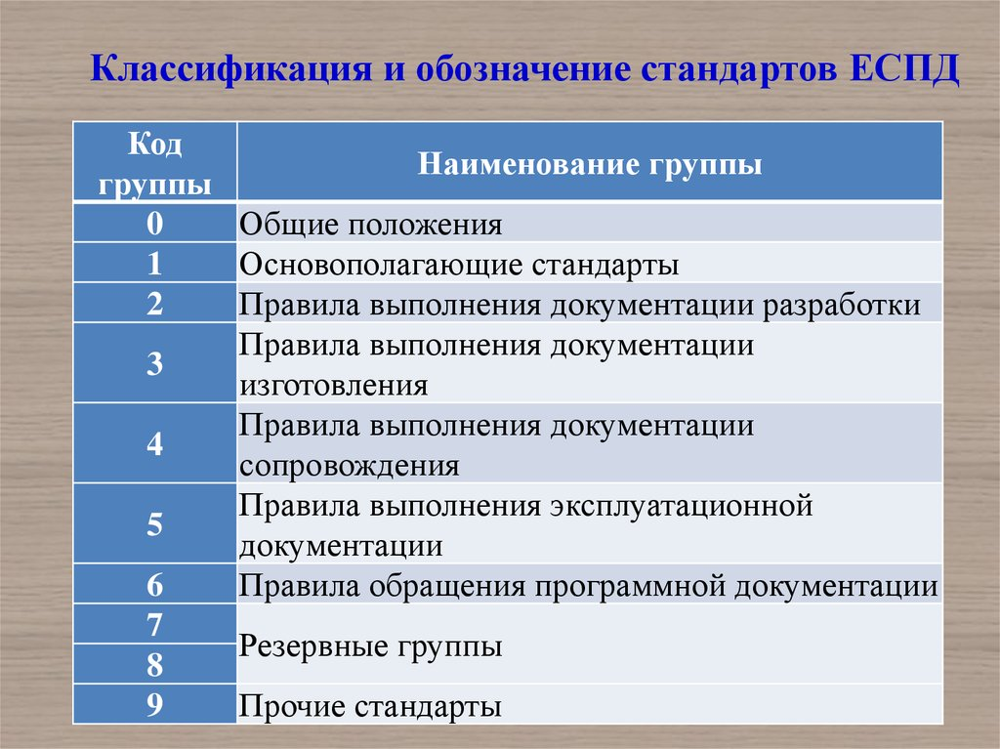 Классификация и обозначение стандартов ЕСПД
Код
группы
Наименование группы
0
Общие положения
1
Основополагающие стандарты
2
Правила выполнения документации разработки
3
Правила выполнения документации
изготовления
4
Правила выполнения документации
сопровождения
5
Правила выполнения эксплуатационной
документации
6
Правила обращения программной документации
7
8
Резервные группы
9
Прочие стандарты